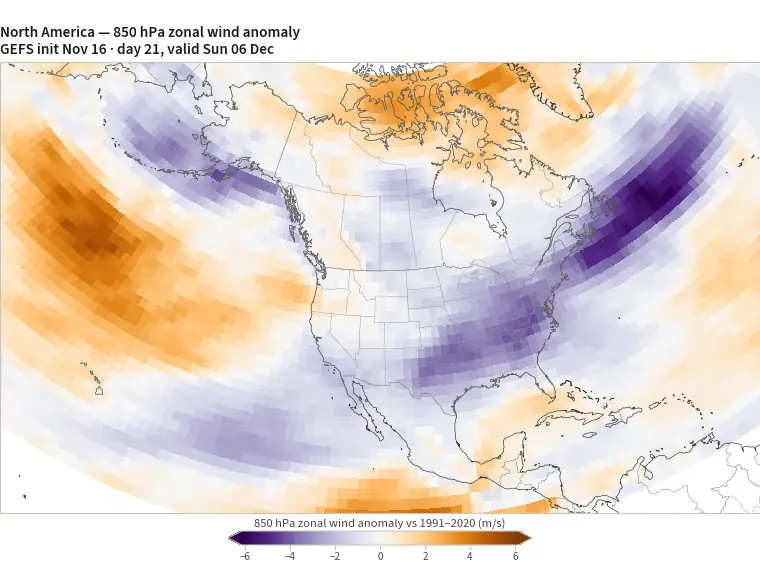 North America — 850 hPa zonal wind anomaly
GEFS init Nov 16 · day 21, valid Sun 06 Dec
850 hPa zonal wind anomaly vs 1991–2020 (m/s)
−6 −4 −2 0 2 4 6